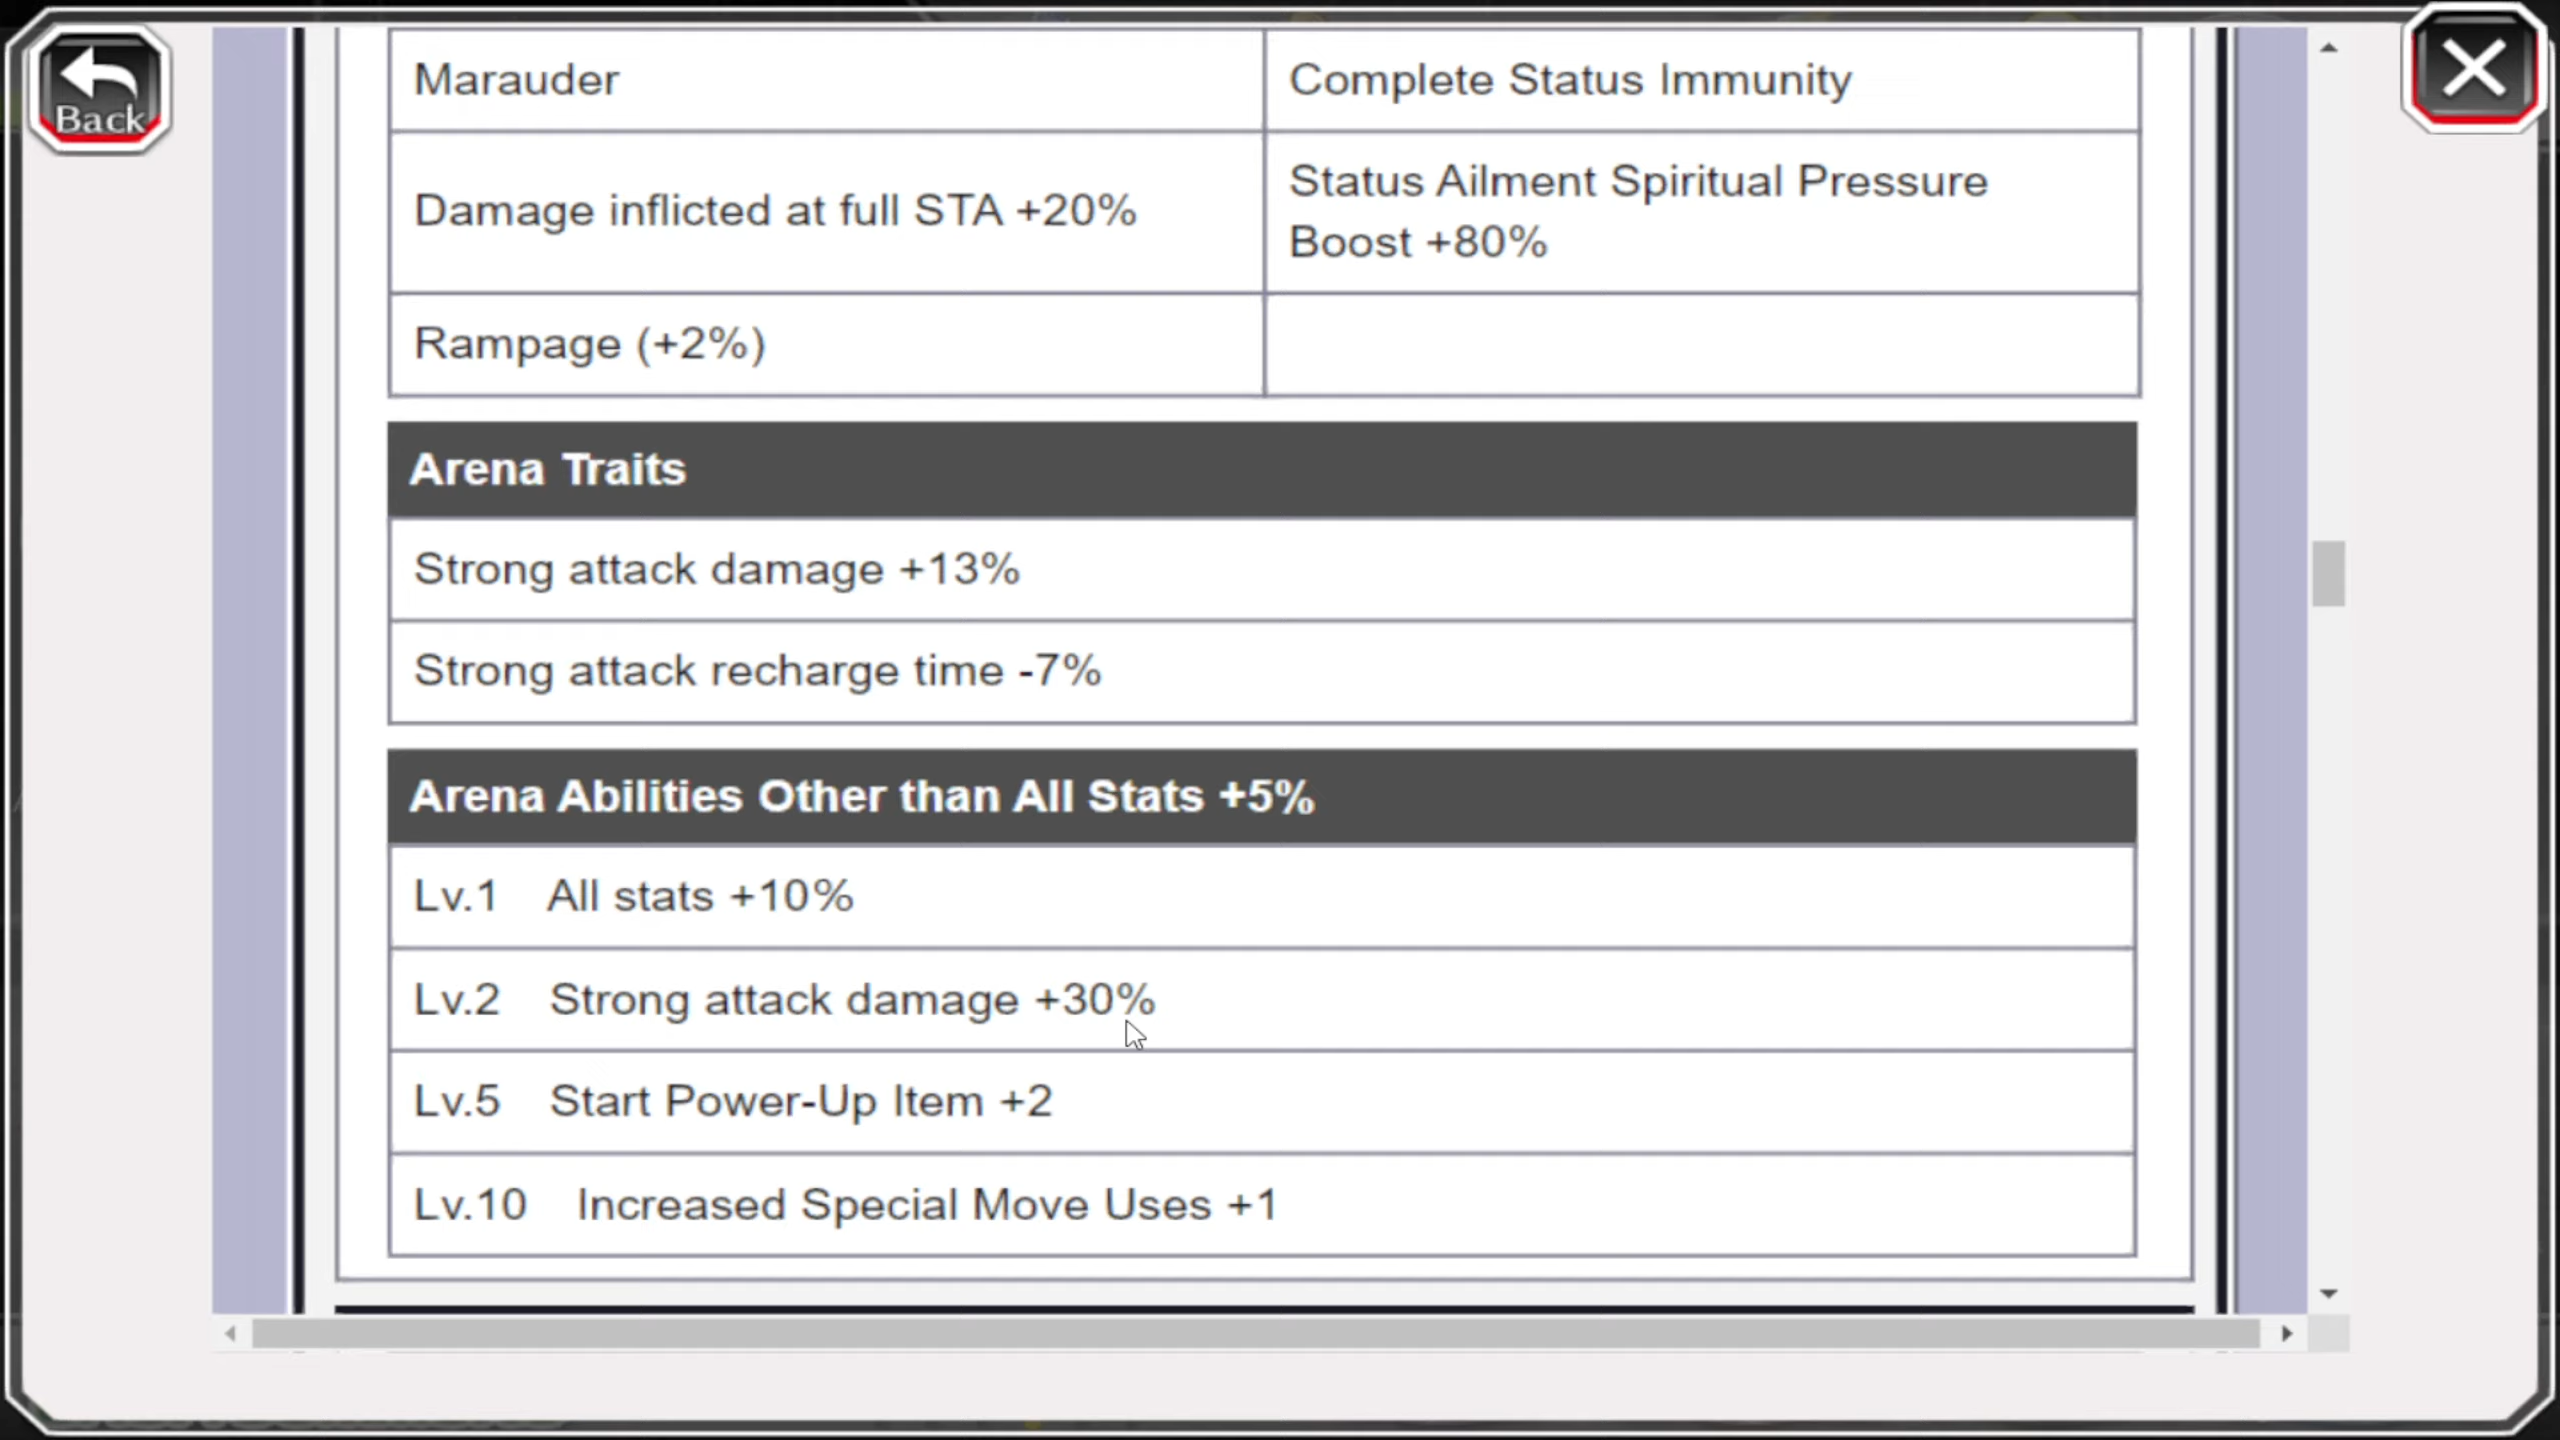 Back
Marauder
Complete Status Immunity
Damage inflicted at full STA +20%
Status Ailment Spiritual Pressure
Boost +80%
Rampage (+2%)
Arena Traits
Strong attack damage +13%
Strong attack recharge time -7%
Arena Abilities Other than All Stats +5%
Lv.1 All stats +10%
Lv.2 Strong attack damage +30%
Lv.5 Start Power-Up Item +2
Lv.10 Increased Special Move Uses +1